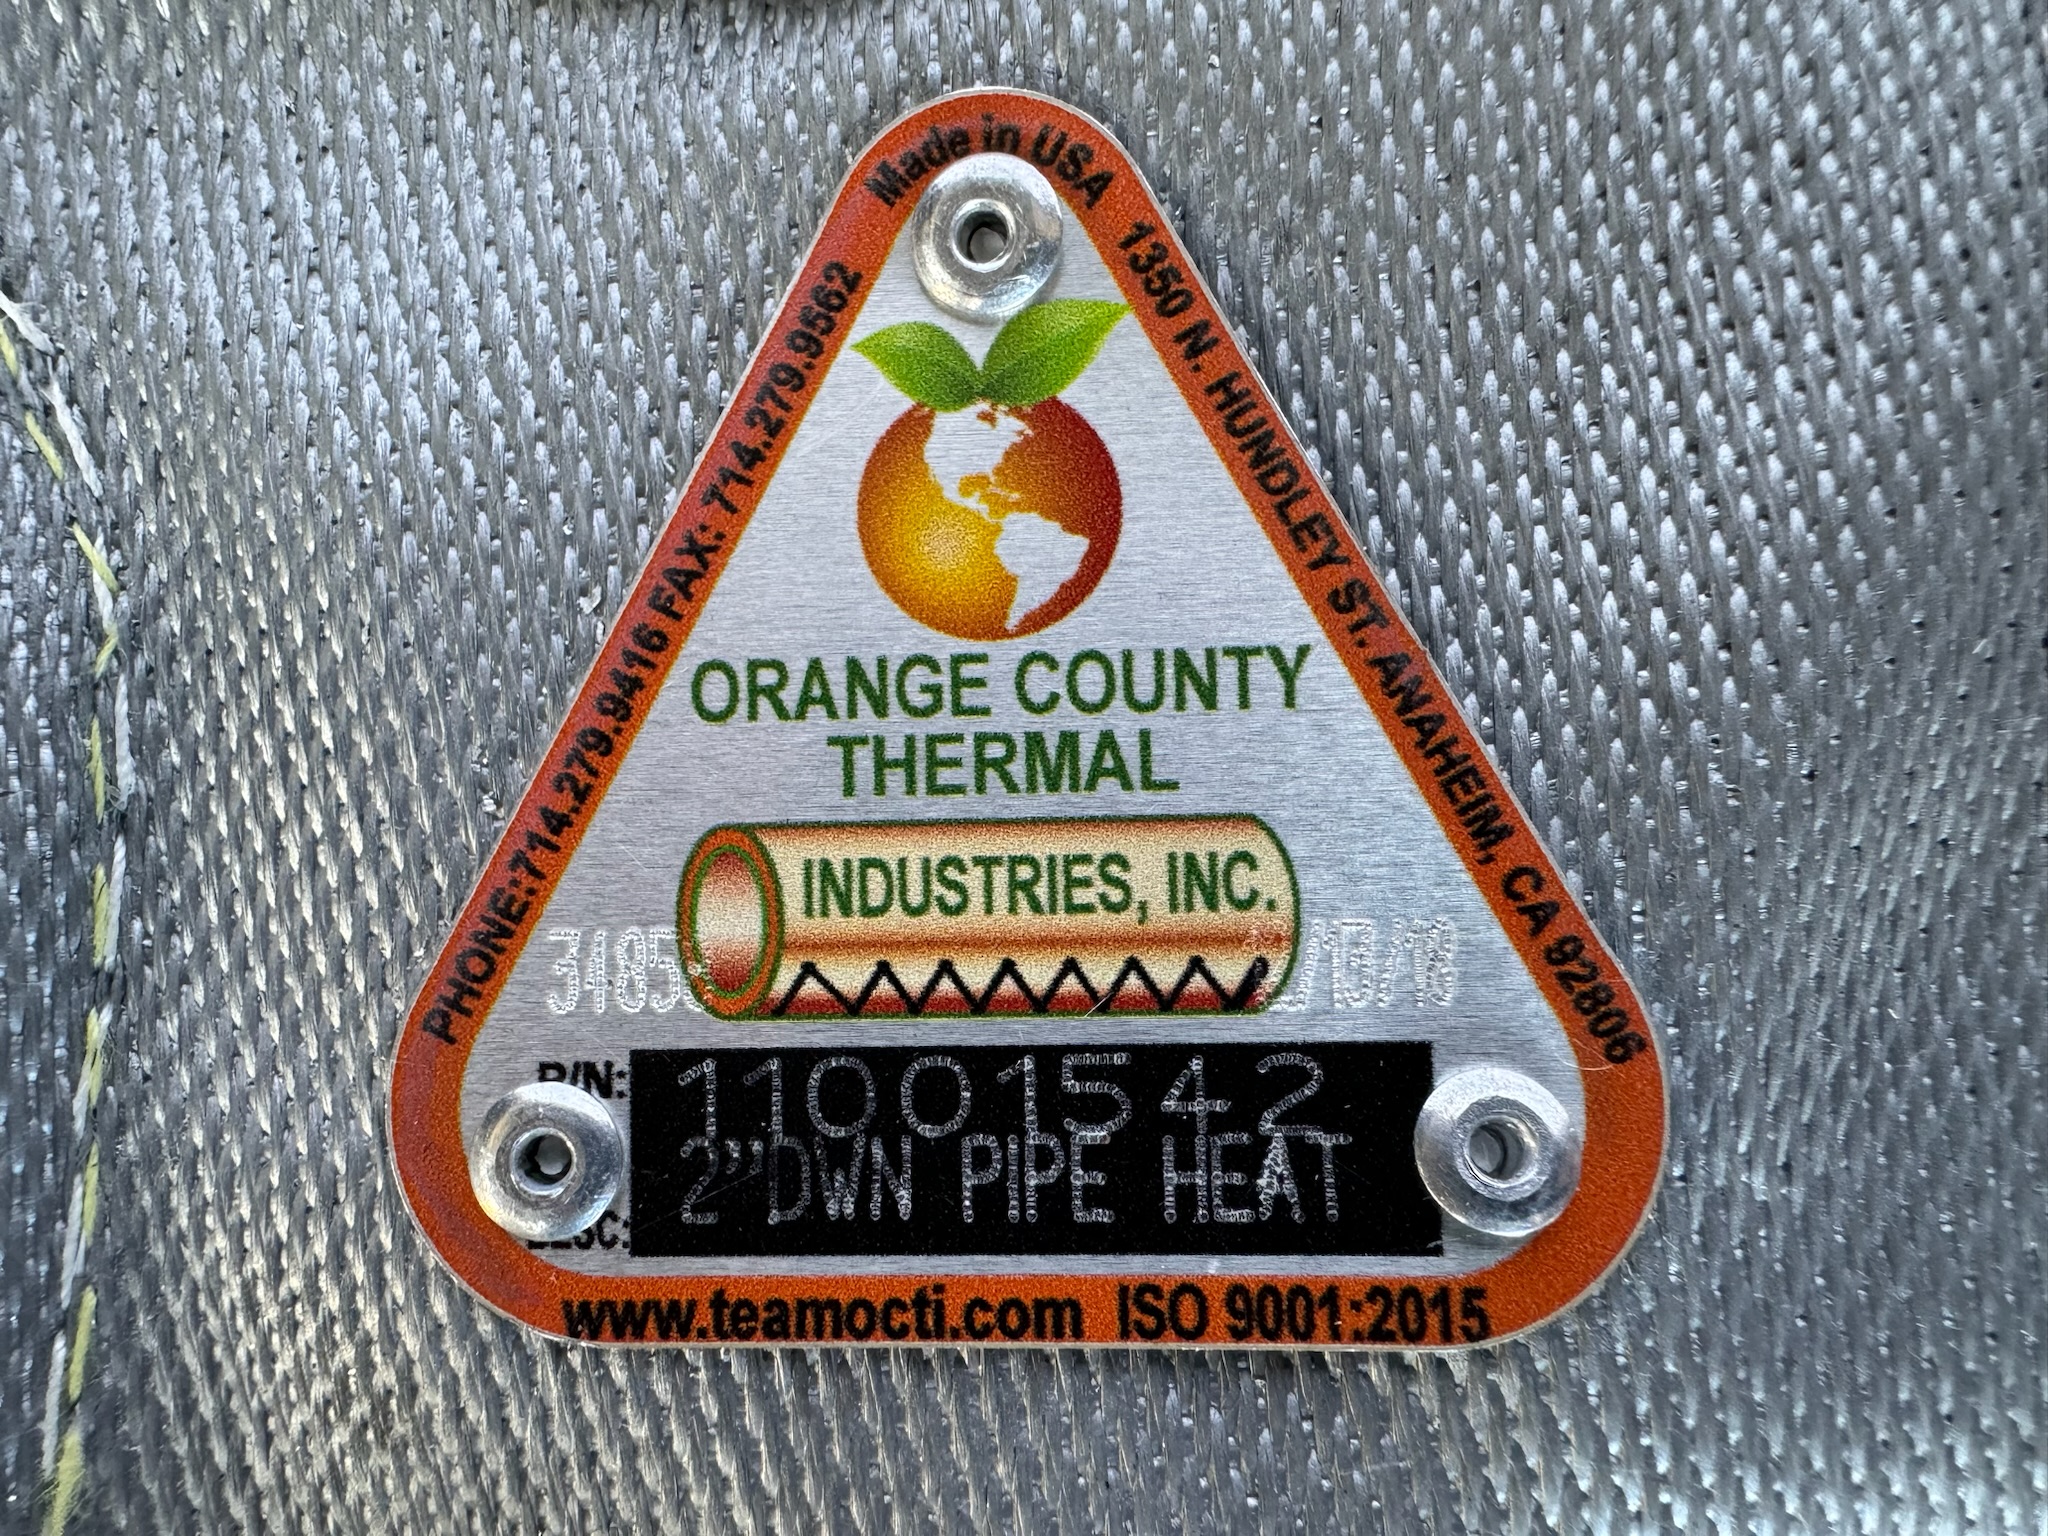 Made in USA
PHONE:714.279.9416 FAX: 714.279.9562
1350 N. HUNDLEY ST. ANAHEIM, CA 92806
ORANGE COUNTY
THERMAL
INDUSTRIES, INC.
P/N: 11001542
DESC: 2"DWN PIPE HEAT
www.teamocti.com ISO 9001:2015